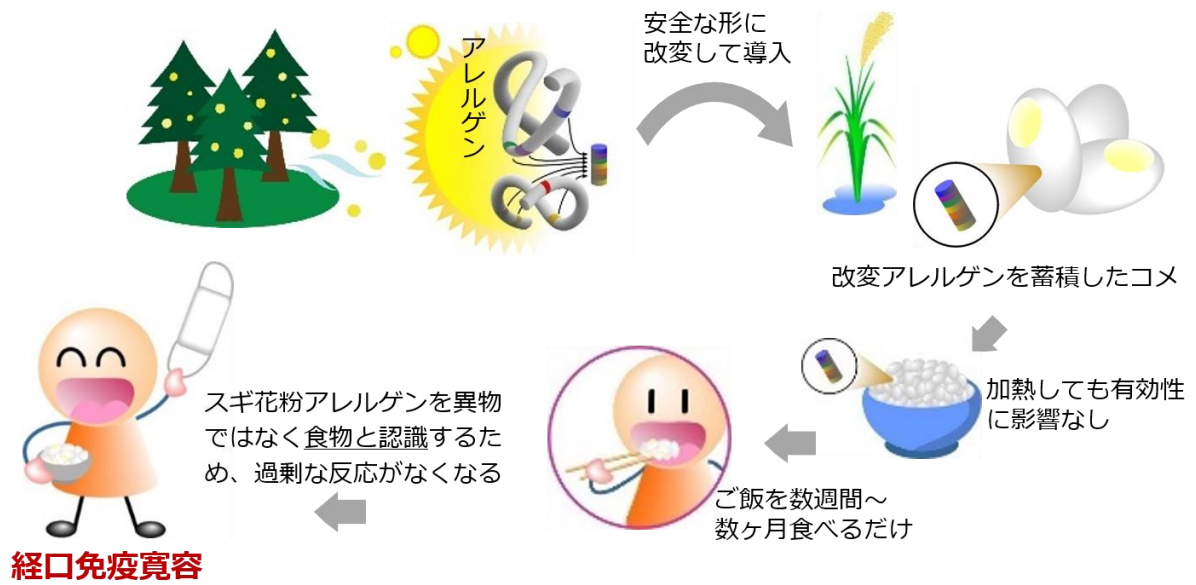 アレルゲン
安全な形に
改変して導入
改変アレルゲンを蓄積したコメ
加熱しても有効性
に影響なし
ご飯を数週間～
数ヶ月食べるだけ
スギ花粉アレルゲンを異物
ではなく食物と認識するた
め、過剰な反応がなくなる
経口免疫寛容